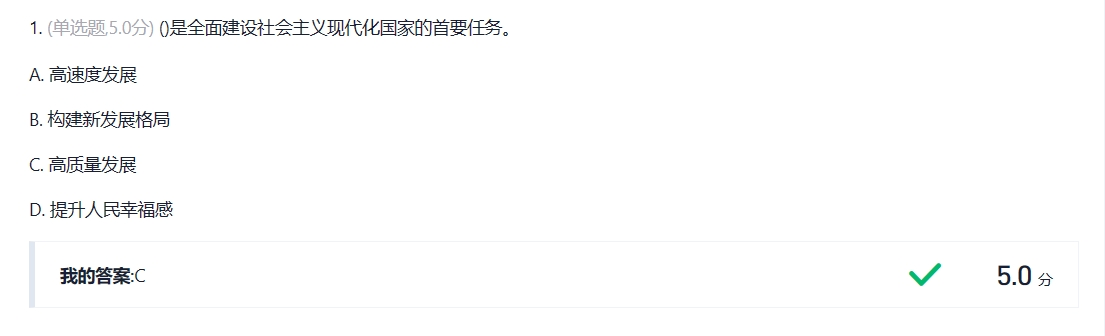 1. (单选题,5.0分) ()是全面建设社会主义现代化国家的首要任务。
A. 高速度发展
B. 构建新发展格局
C. 高质量发展
D. 提升人民幸福感
我的答案:C 5.0 分